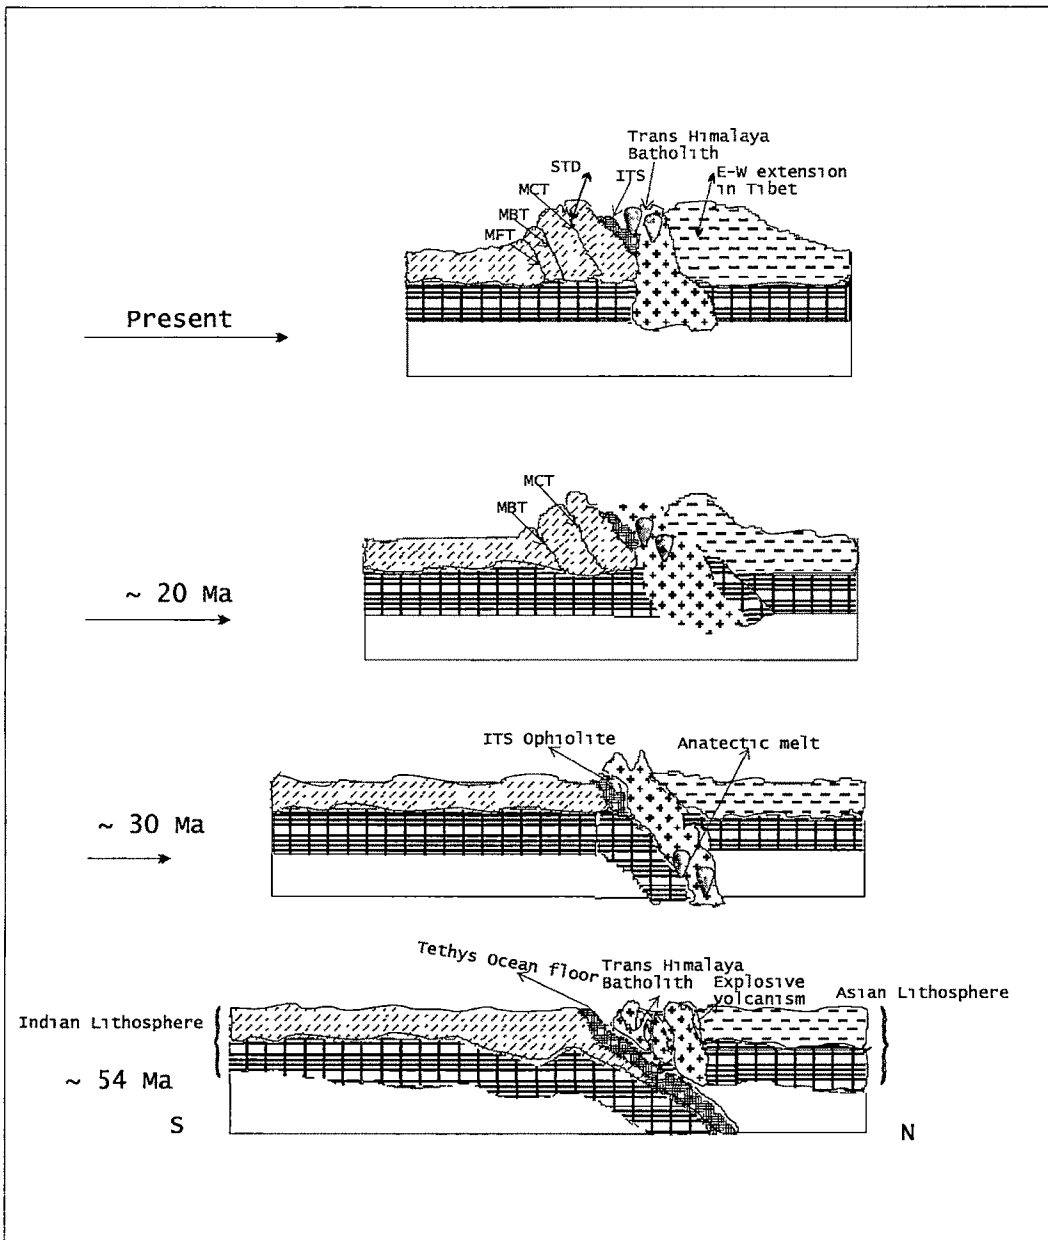 Trans Himalaya
Batholith
STD
ITS
E-W extension
in Tibet
MCT
MBT
MFT
Present
MCT
MBT
~ 20 Ma
ITS Ophiolite
Anatectic melt
~ 30 Ma
Tethys Ocean floor
Trans Himalaya
Batholith
Explosive
volcanism
Asian Lithosphere
Indian Lithosphere
~ 54 Ma
S
N